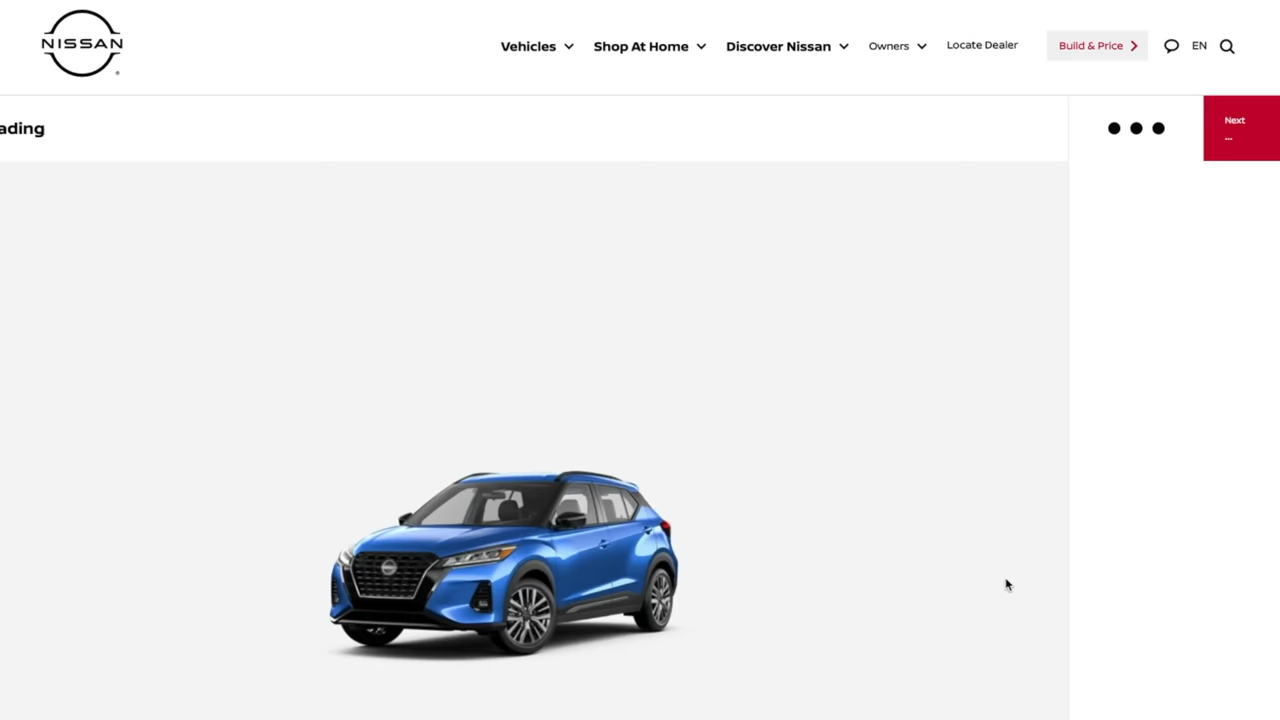 NISSAN
Vehicles
Shop At Home
Discover Nissan
Owners
Locate Dealer
Build & Price
EN
ading
Next
...